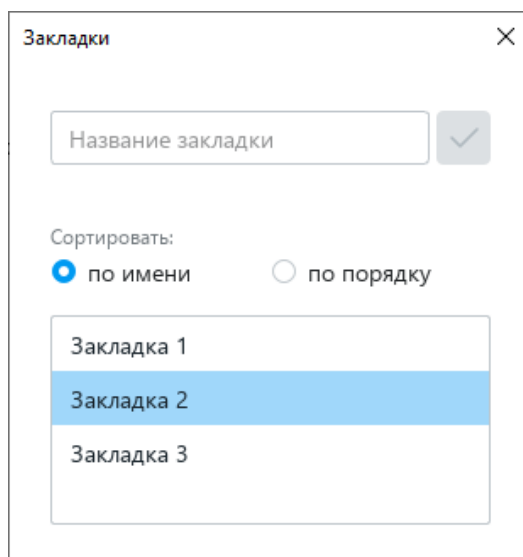 Закладки
Название закладки
Сортировать:
по имени по порядку
Закладка 1
Закладка 2
Закладка 3